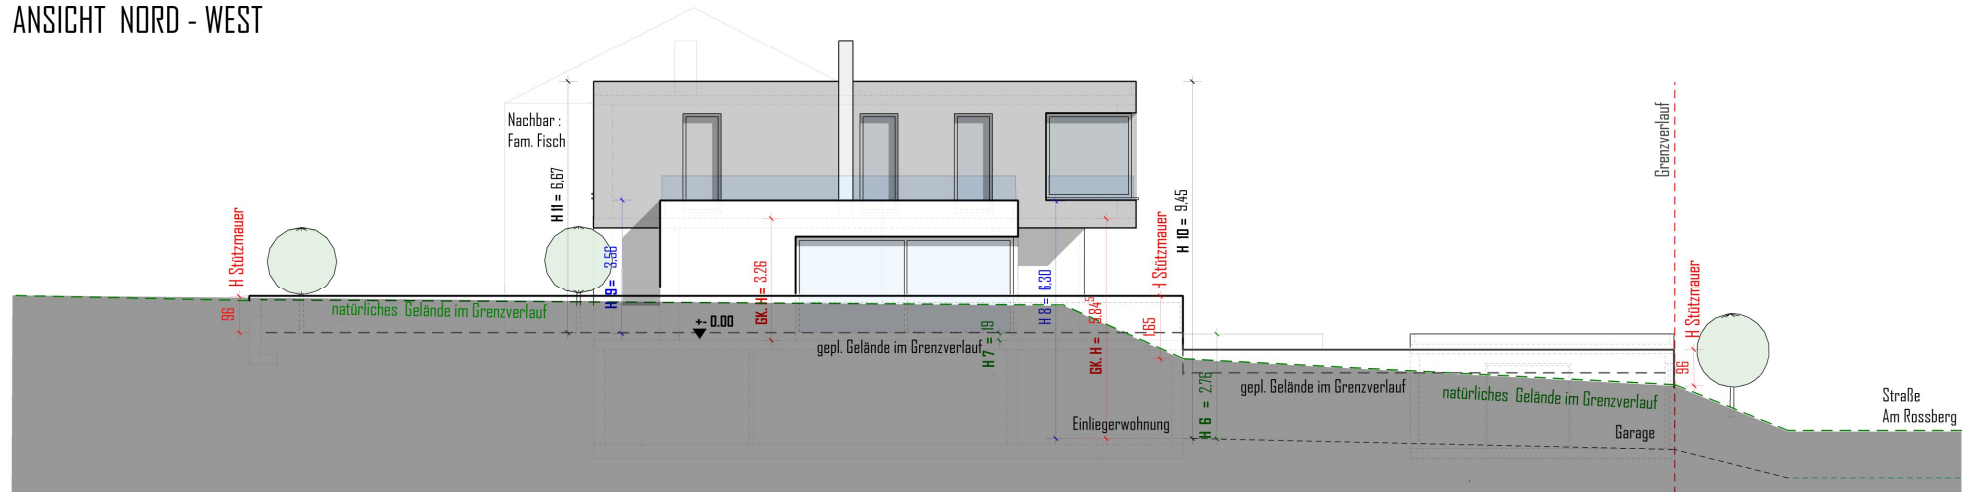 ANSICHT NORD - WEST
Nachbar :
Fam. Fisch
H 11 = 6,67
H Stützmauer
96
natürliches Gelände im Grenzverlauf
H 9 = 3,56
GK. H = 3,26
+- 0.00
gepl. Gelände im Grenzverlauf
H 7 = 19
H 8 = 6,30
GK. H = 5,84⁵
H Stützmauer
1,65
H 10 = 9,45
H 6 = 2,76
Einliegerwohnung
gepl. Gelände im Grenzverlauf
natürliches Gelände im Grenzverlauf
Garage
Grenzverlauf
H Stützmauer
96
Straße
Am Rossberg